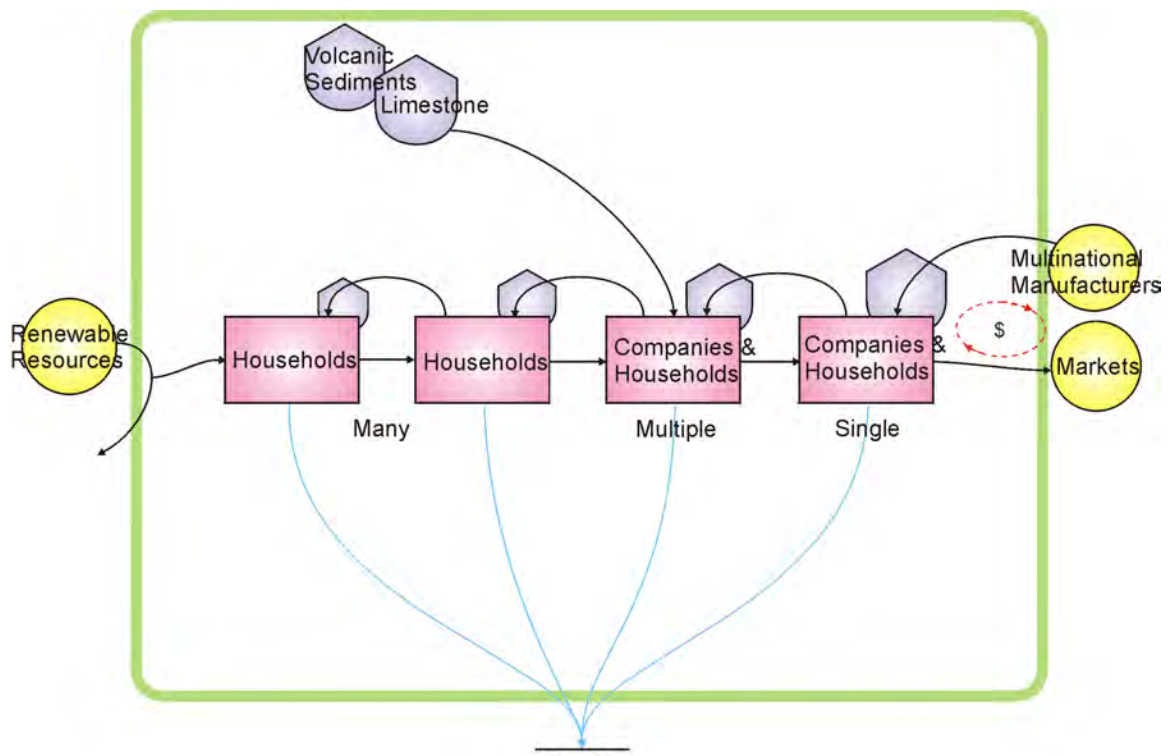 Volcanic
Sediments
Limestone
Multinational
Manufacturers
$
Renewable
Resources
Households
Households
Companies &
Households
Companies &
Households
Markets
Many
Multiple
Single